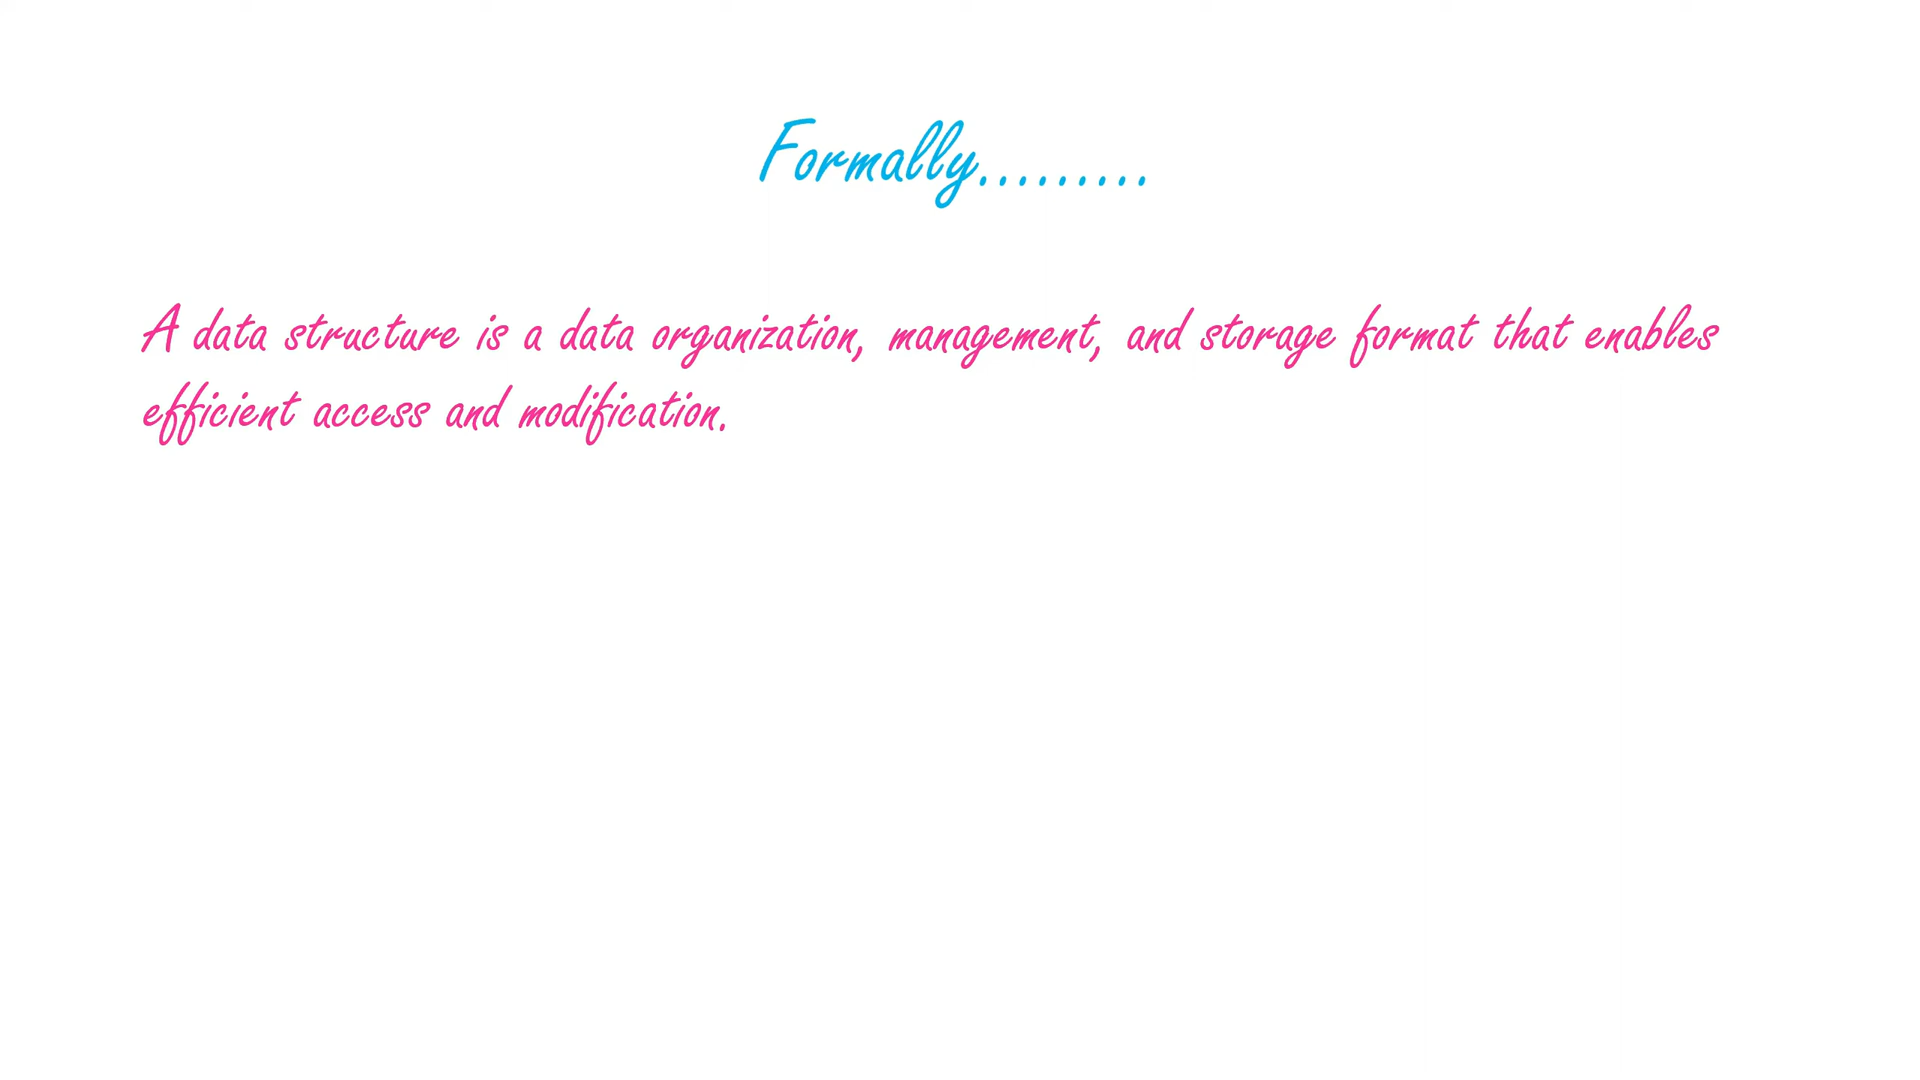 Formally.........
A data structure is a data organization, management, and storage format that enables
efficient access and modification.